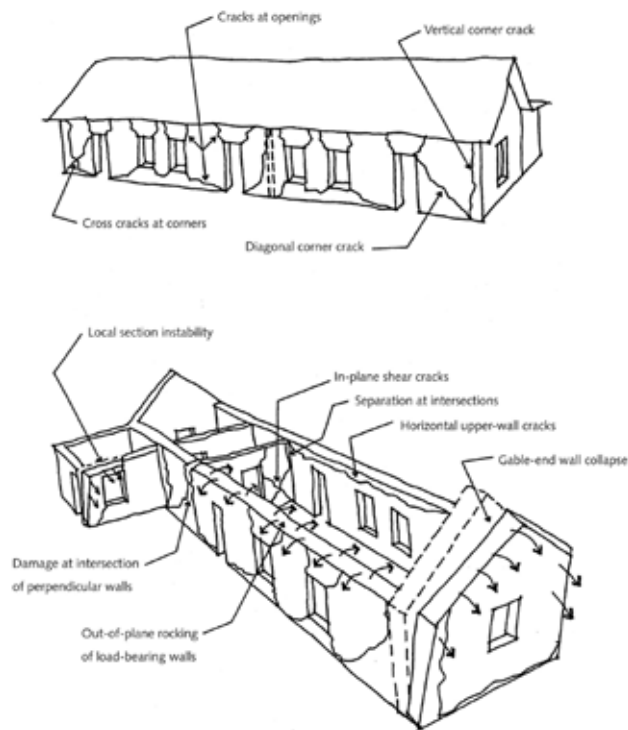 Cracks at openings
Vertical corner crack
Cross cracks at corners
Diagonal corner crack
Local section instability
In-plane shear cracks
Separation at intersections
Horizontal upper-wall cracks
Gable-end wall collapse
Damage at intersection
of perpendicular walls
Out-of-plane rocking
of load-bearing walls